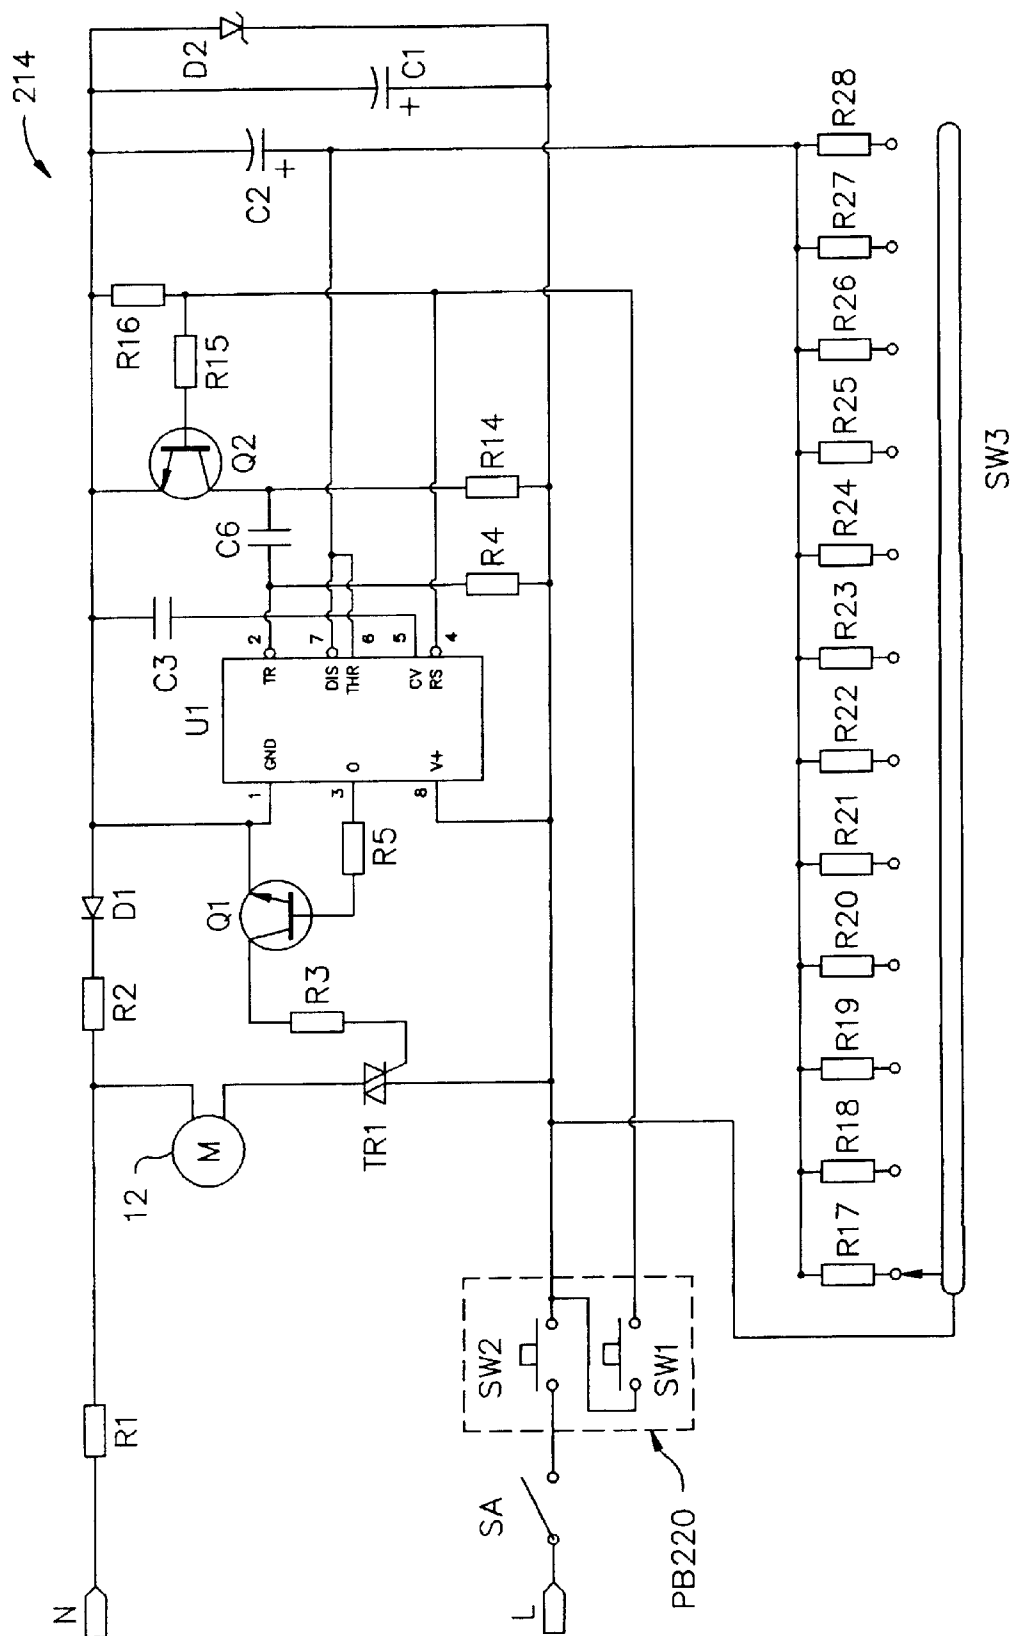 214
N
R1
R2
D1
D2
C1
+
C2
+
R16
R15
Q2
C6
R14
R4
C3
U1
GND
O
V+
1
3
8
TR
DIS
THR
CV
RS
2
7
6
5
4
Q1
R5
R3
TR1
M
12
SW2
SW1
SA
L
PB220
R17
R18
R19
R20
R21
R22
R23
R24
R25
R26
R27
R28
SW3